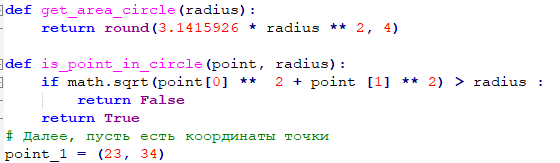 def get_area_circle(radius):
    return round(3.1415926 * radius ** 2, 4)
def is_point_in_circle(point, radius):
    if math.sqrt(point[0] **  2 + point [1] ** 2) > radius :
        return False
    return True
# Далее, пусть есть координаты точки
point_1 = (23, 34)